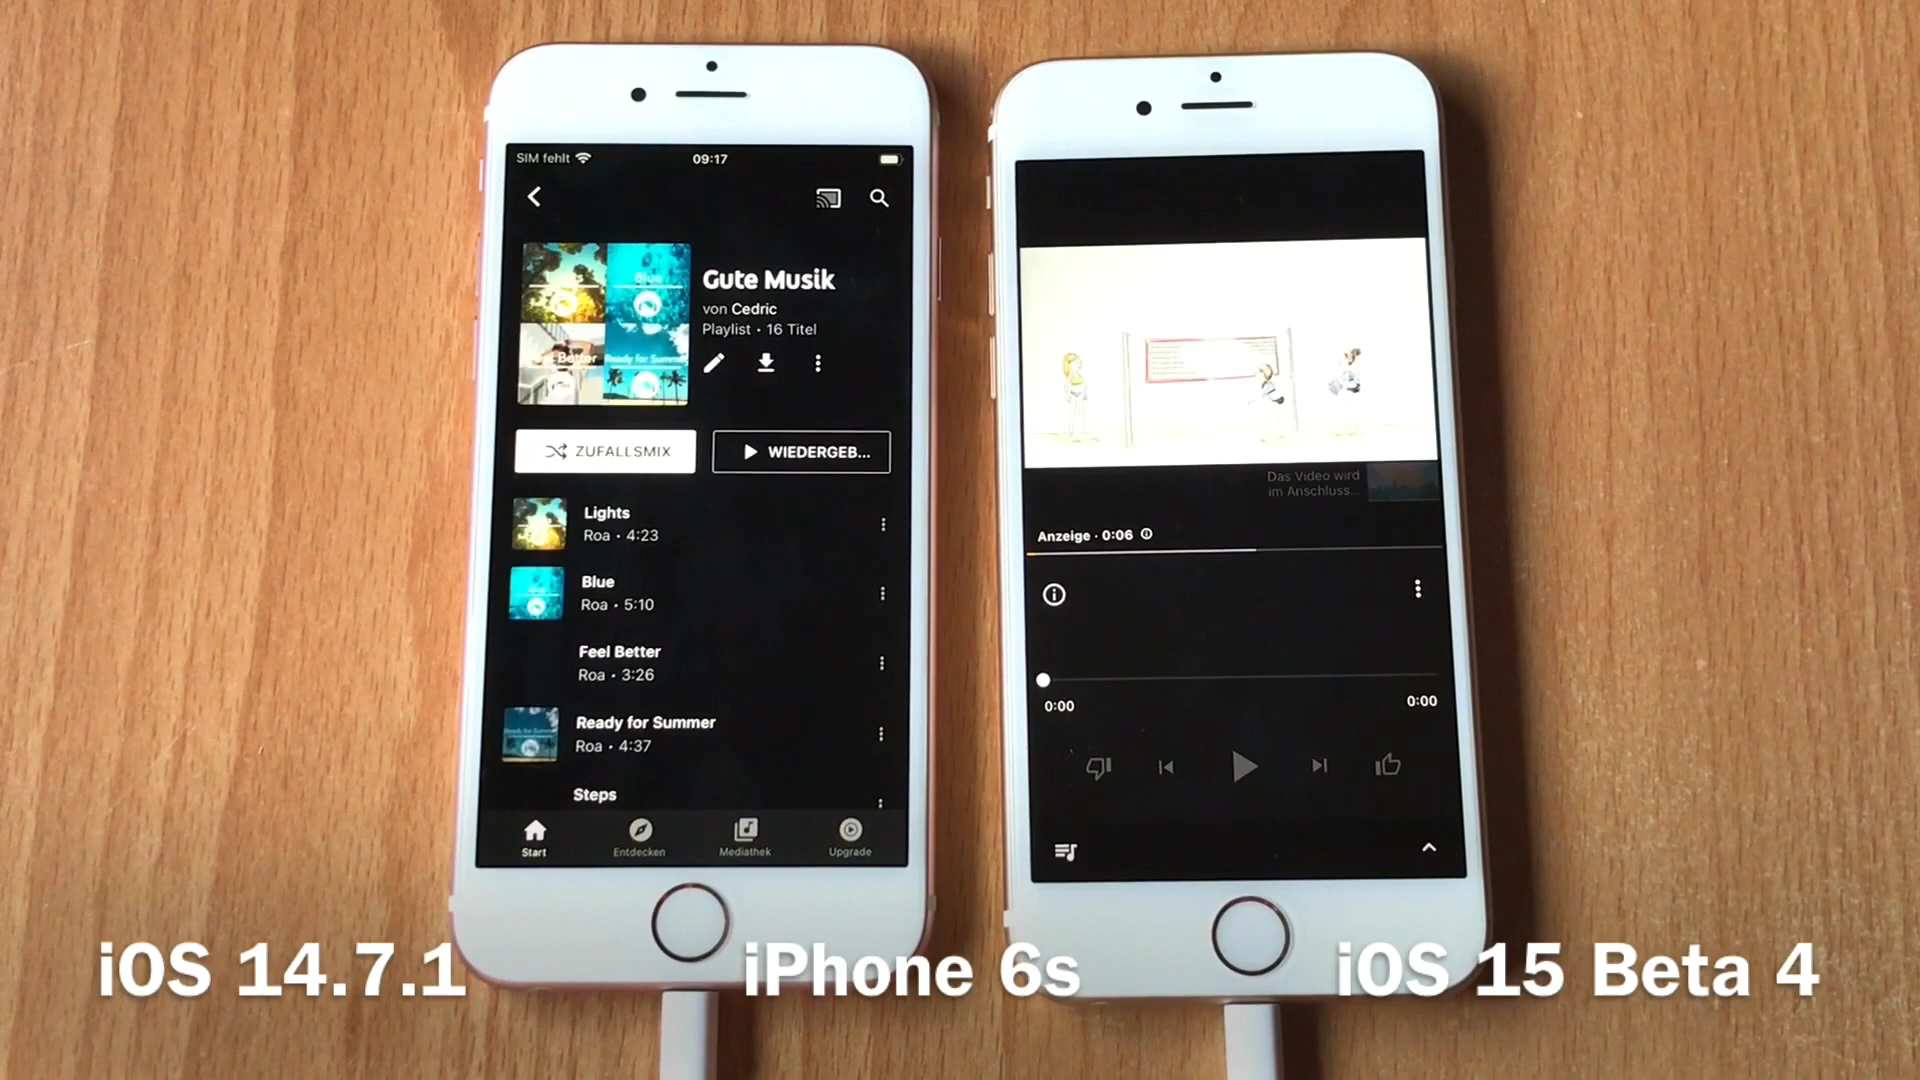 SIM fehlt
09:17
Gute Musik
von Cedric
Playlist • 16 Titel
ZUFALLSMIX
WIEDERGEB...
Lights
Roa • 4:23
Blue
Roa • 5:10
Feel Better
Roa • 3:26
Ready for Summer
Roa • 4:37
Steps
Start
Entdecken
Mediathek
Upgrade
Das Video wird
im Anschluss...
Anzeige · 0:06
0:00
0:00
iOS 14.7.1
iPhone 6s
iOS 15 Beta 4